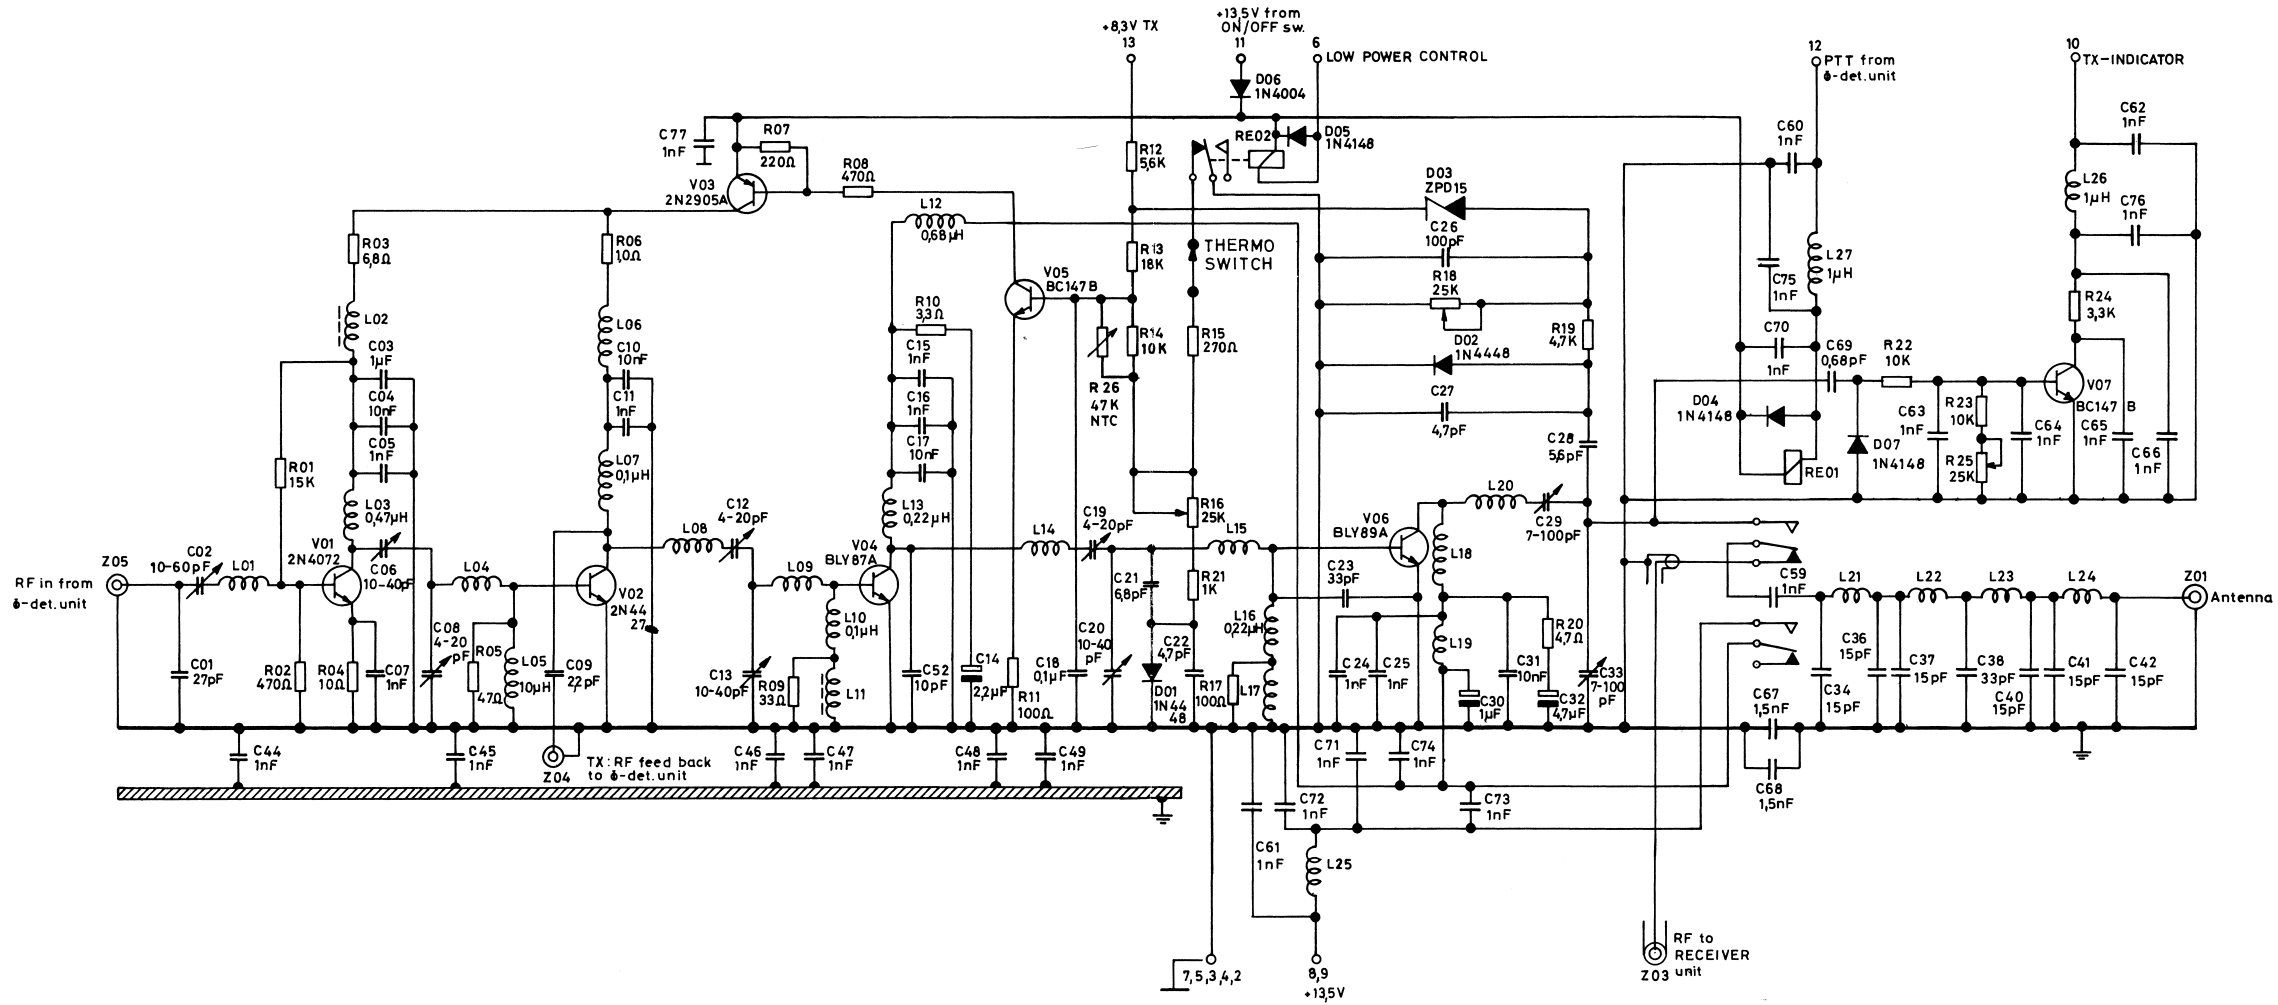 +8,3V TX
13
+13,5V from
ON/OFF sw.
11
6
LOW POWER CONTROL
12
PTT from
ɸ-det.unit
10
TX-INDICATOR
D06
1N4004
C77
1nF
R07
220Ω
R08
470Ω
V03
2N2905A
R12
5,6K
RE02
D05
1N4148
C60
1nF
C62
1nF
L26
1µH
C76
1nF
D03
ZPD15
C26
100pF
R18
25K
D02
1N4448
C27
4,7pF
R19
4,7K
C28
5,6pF
L12
0,68µH
R03
6,8Ω
R06
1,0Ω
R13
18K
THERMO
SWITCH
V05
BC147B
R14
10K
R15
270Ω
R26
47K
NTC
L27
1µH
C75
1nF
C70
1nF
R24
3,3K
C69
0,68pF
R22
10K
V07
BC147 B
D04
1N4148
RE01
D07
1N4148
C63
1nF
R23
10K
R25
25K
C64
1nF
C65
1nF
C66
1nF
L02
C03
1µF
C04
10nF
C05
1nF
R01
15K
L03
0,47µH
L06
C10
10nF
C11
1nF
L07
0,1µH
R10
3,3Ω
C15
1nF
C16
1nF
C17
10nF
L13
0,22µH
Z05
RF in from
ɸ-det.unit
C02
10-60pF
L01
V01
2N4072
C06
10-40pF
L04
V02
2N44
27
L08
C12
4-20pF
L09
V04
BLY87A
L14
C19
4-20pF
R16
25K
L15
V06
BLY89A
L20
C29
7-100pF
L18
C23
33pF
C21
6,8pF
R21
1K
L16
0,22µH
L19
R20
4,7Ω
C59
1nF
L21
L22
L23
L24
Z01
Antenna
C01
27pF
R02
470Ω
R04
10Ω
C07
1nF
C08
4-20
pF
R05
47Ω
L05
10µH
C09
2,2pF
C13
10-40pF
L10
0,1µH
R09
33Ω
L11
C52
10pF
C14
2,2µF
R11
100Ω
C18
0,1µF
C20
10-40
pF
D01
1N44
48
C22
4,7pF
R17
100Ω
L17
C24
1nF
C25
1nF
C30
1µF
C31
10nF
C32
4,7µF
C33
7-100
pF
C34
15pF
C36
15pF
C37
15pF
C38
33pF
C40
15pF
C41
15pF
C42
15pF
C67
1,5nF
C68
1,5nF
C44
1nF
C45
1nF
Z04
TX: RF feed back
to ɸ-det.unit
C46
1nF
C47
1nF
C48
1nF
C49
1nF
C71
1nF
C74
1nF
C72
1nF
C73
1nF
C61
1nF
L25
7,5,3,4,2
8,9
+13,5V
Z03
RF to
RECEIVER
unit